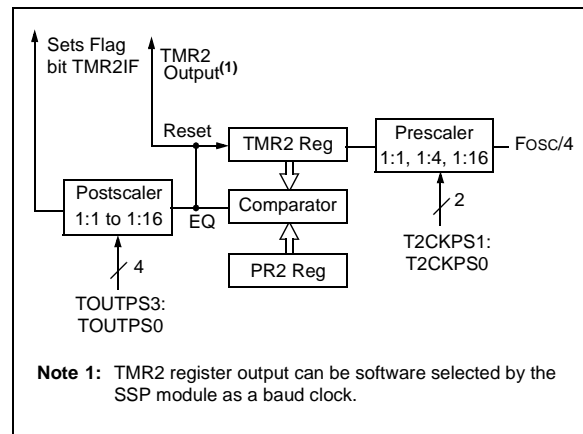 Sets Flag
bit TMR2IF
TMR2
Output(1)
Reset
TMR2 Reg
Prescaler
1:1, 1:4, 1:16
FOSC/4
Postscaler
1:1 to 1:16
EQ
Comparator
2
T2CKPS1:
T2CKPS0
PR2 Reg
4
TOUTPS3:
TOUTPS0
Note 1: TMR2 register output can be software selected by the
SSP module as a baud clock.